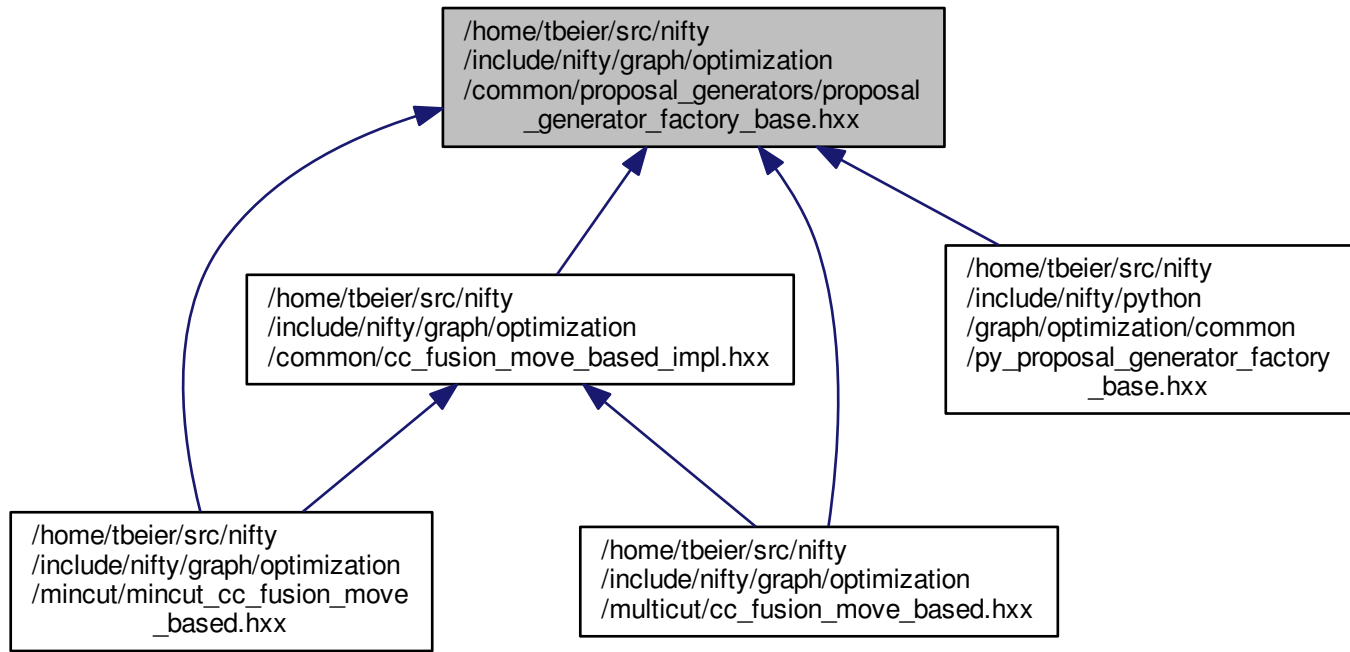 /home/tbeier/src/nifty
/include/nifty/graph/optimization
/common/proposal_generators/proposal
_generator_factory_base.hxx
/home/tbeier/src/nifty
/include/nifty/graph/optimization
/common/cc_fusion_move_based_impl.hxx
/home/tbeier/src/nifty
/include/nifty/python
/graph/optimization/common
/py_proposal_generator_factory
_base.hxx
/home/tbeier/src/nifty
/include/nifty/graph/optimization
/mincut/mincut_cc_fusion_move
_based.hxx
/home/tbeier/src/nifty
/include/nifty/graph/optimization
/multicut/cc_fusion_move_based.hxx